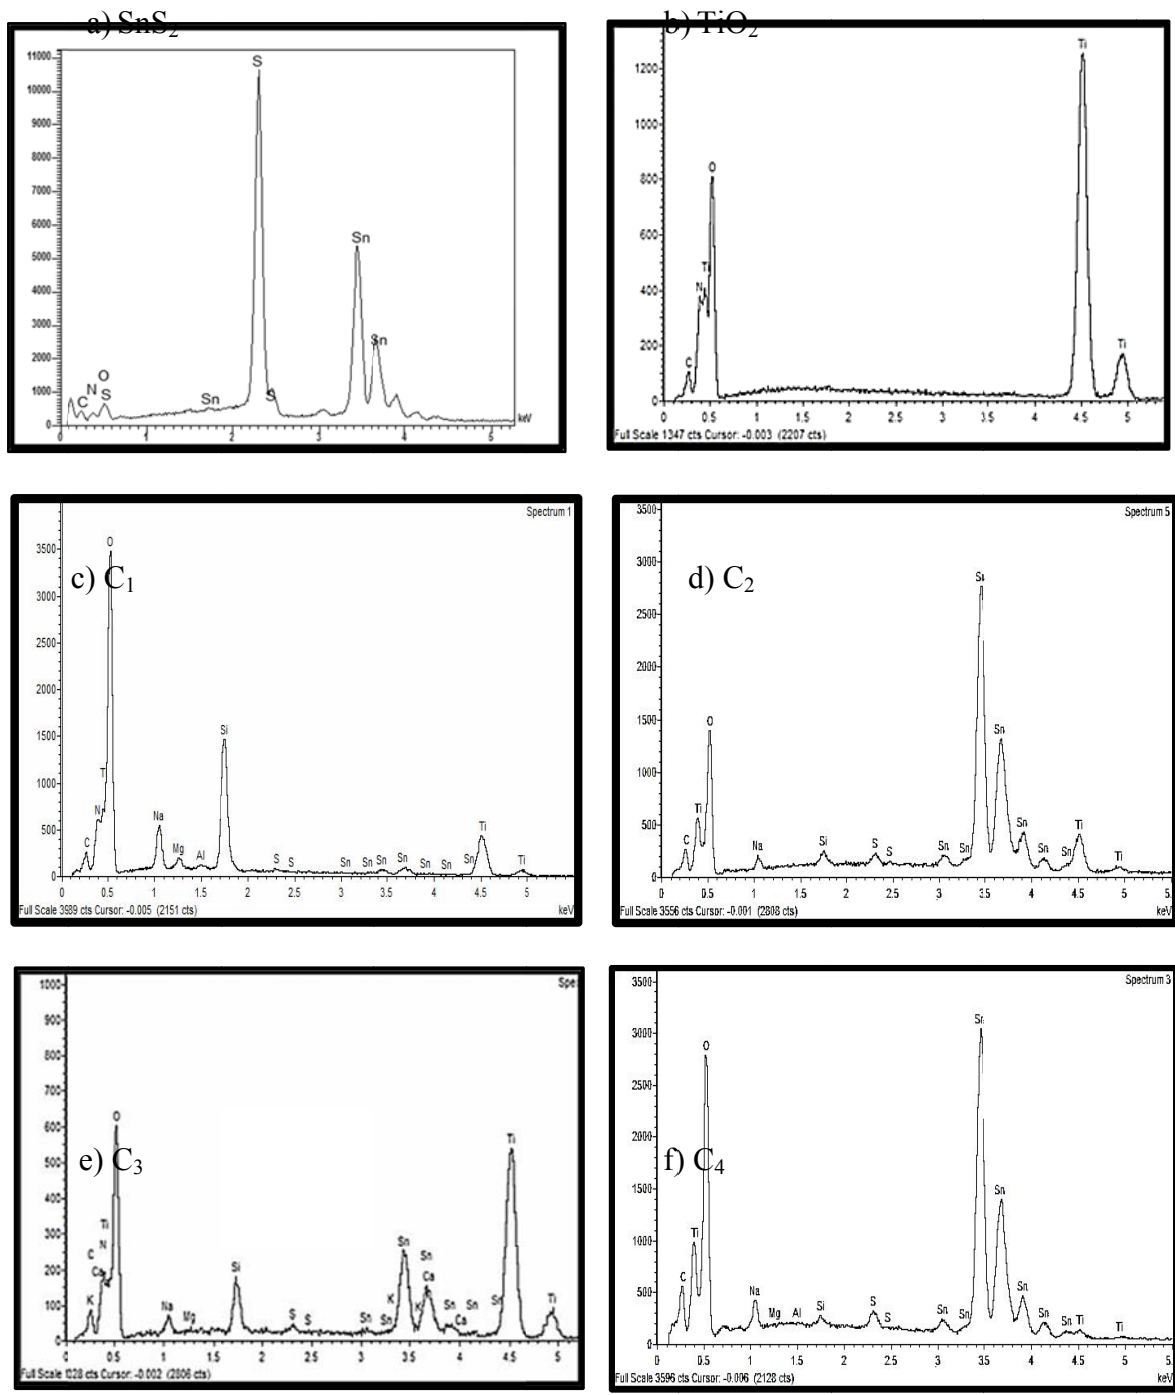 a) SnS2
11000
10000
9000
8000
7000
6000
5000
4000
3000
2000
1000
0
S
Sn
Sn
C N O S Sn S
0 1 2 3 4 5 keV
b) TiO2
1200
1000
800
600
400
200
0
Ti
O
Ti
N
C
Ti
0 0.5 1 1.5 2 2.5 3 3.5 4 4.5 5
Full Scale 1347 cts Cursor: -0.003 (2207 cts)
Spectrum 1
c) C1
3500
3000
2500
2000
1500
1000
500
0
O
Si
T
N
C
Na
Mg Al S S Sn Sn Sn Sn Sn Sn Sn Ti Ti
0 0.5 1 1.5 2 2.5 3 3.5 4 4.5 5
Full Scale 3989 cts Cursor: -0.005 (2151 cts) keV
Spectrum 5
d) C2
3500
3000
2500
2000
1500
1000
500
0
Sn
O
Sn
C Ti Na Si S S Sn Sn Sn Sn Sn Ti Ti
0 0.5 1 1.5 2 2.5 3 3.5 4 4.5 5 5.
Full Scale 3556 cts Cursor: -0.001 (2808 cts) keV
Spe
e) C3
1000
900
800
700
600
500
400
300
200
100
0
O
Ti
Ti
C N
Ca
K Na Mg Si S S Sn Sn K Sn K Sn Ca Sn Ca Sn Sn Ti
0 0.5 1 1.5 2 2.5 3 3.5 4 4.5 5
Full Scale 1028 cts Cursor: -0.002 (2806 cts)
Spectrum 3
f) C4
3500
3000
2500
2000
1500
1000
500
0
Sn
O
Sn
Ti
C Na Mg Al Si S S Sn Sn Sn Sn Sn Ti Ti
0 0.5 1 1.5 2 2.5 3 3.5 4 4.5 5 5.
Full Scale 3596 cts Cursor: -0.006 (2128 cts) keV